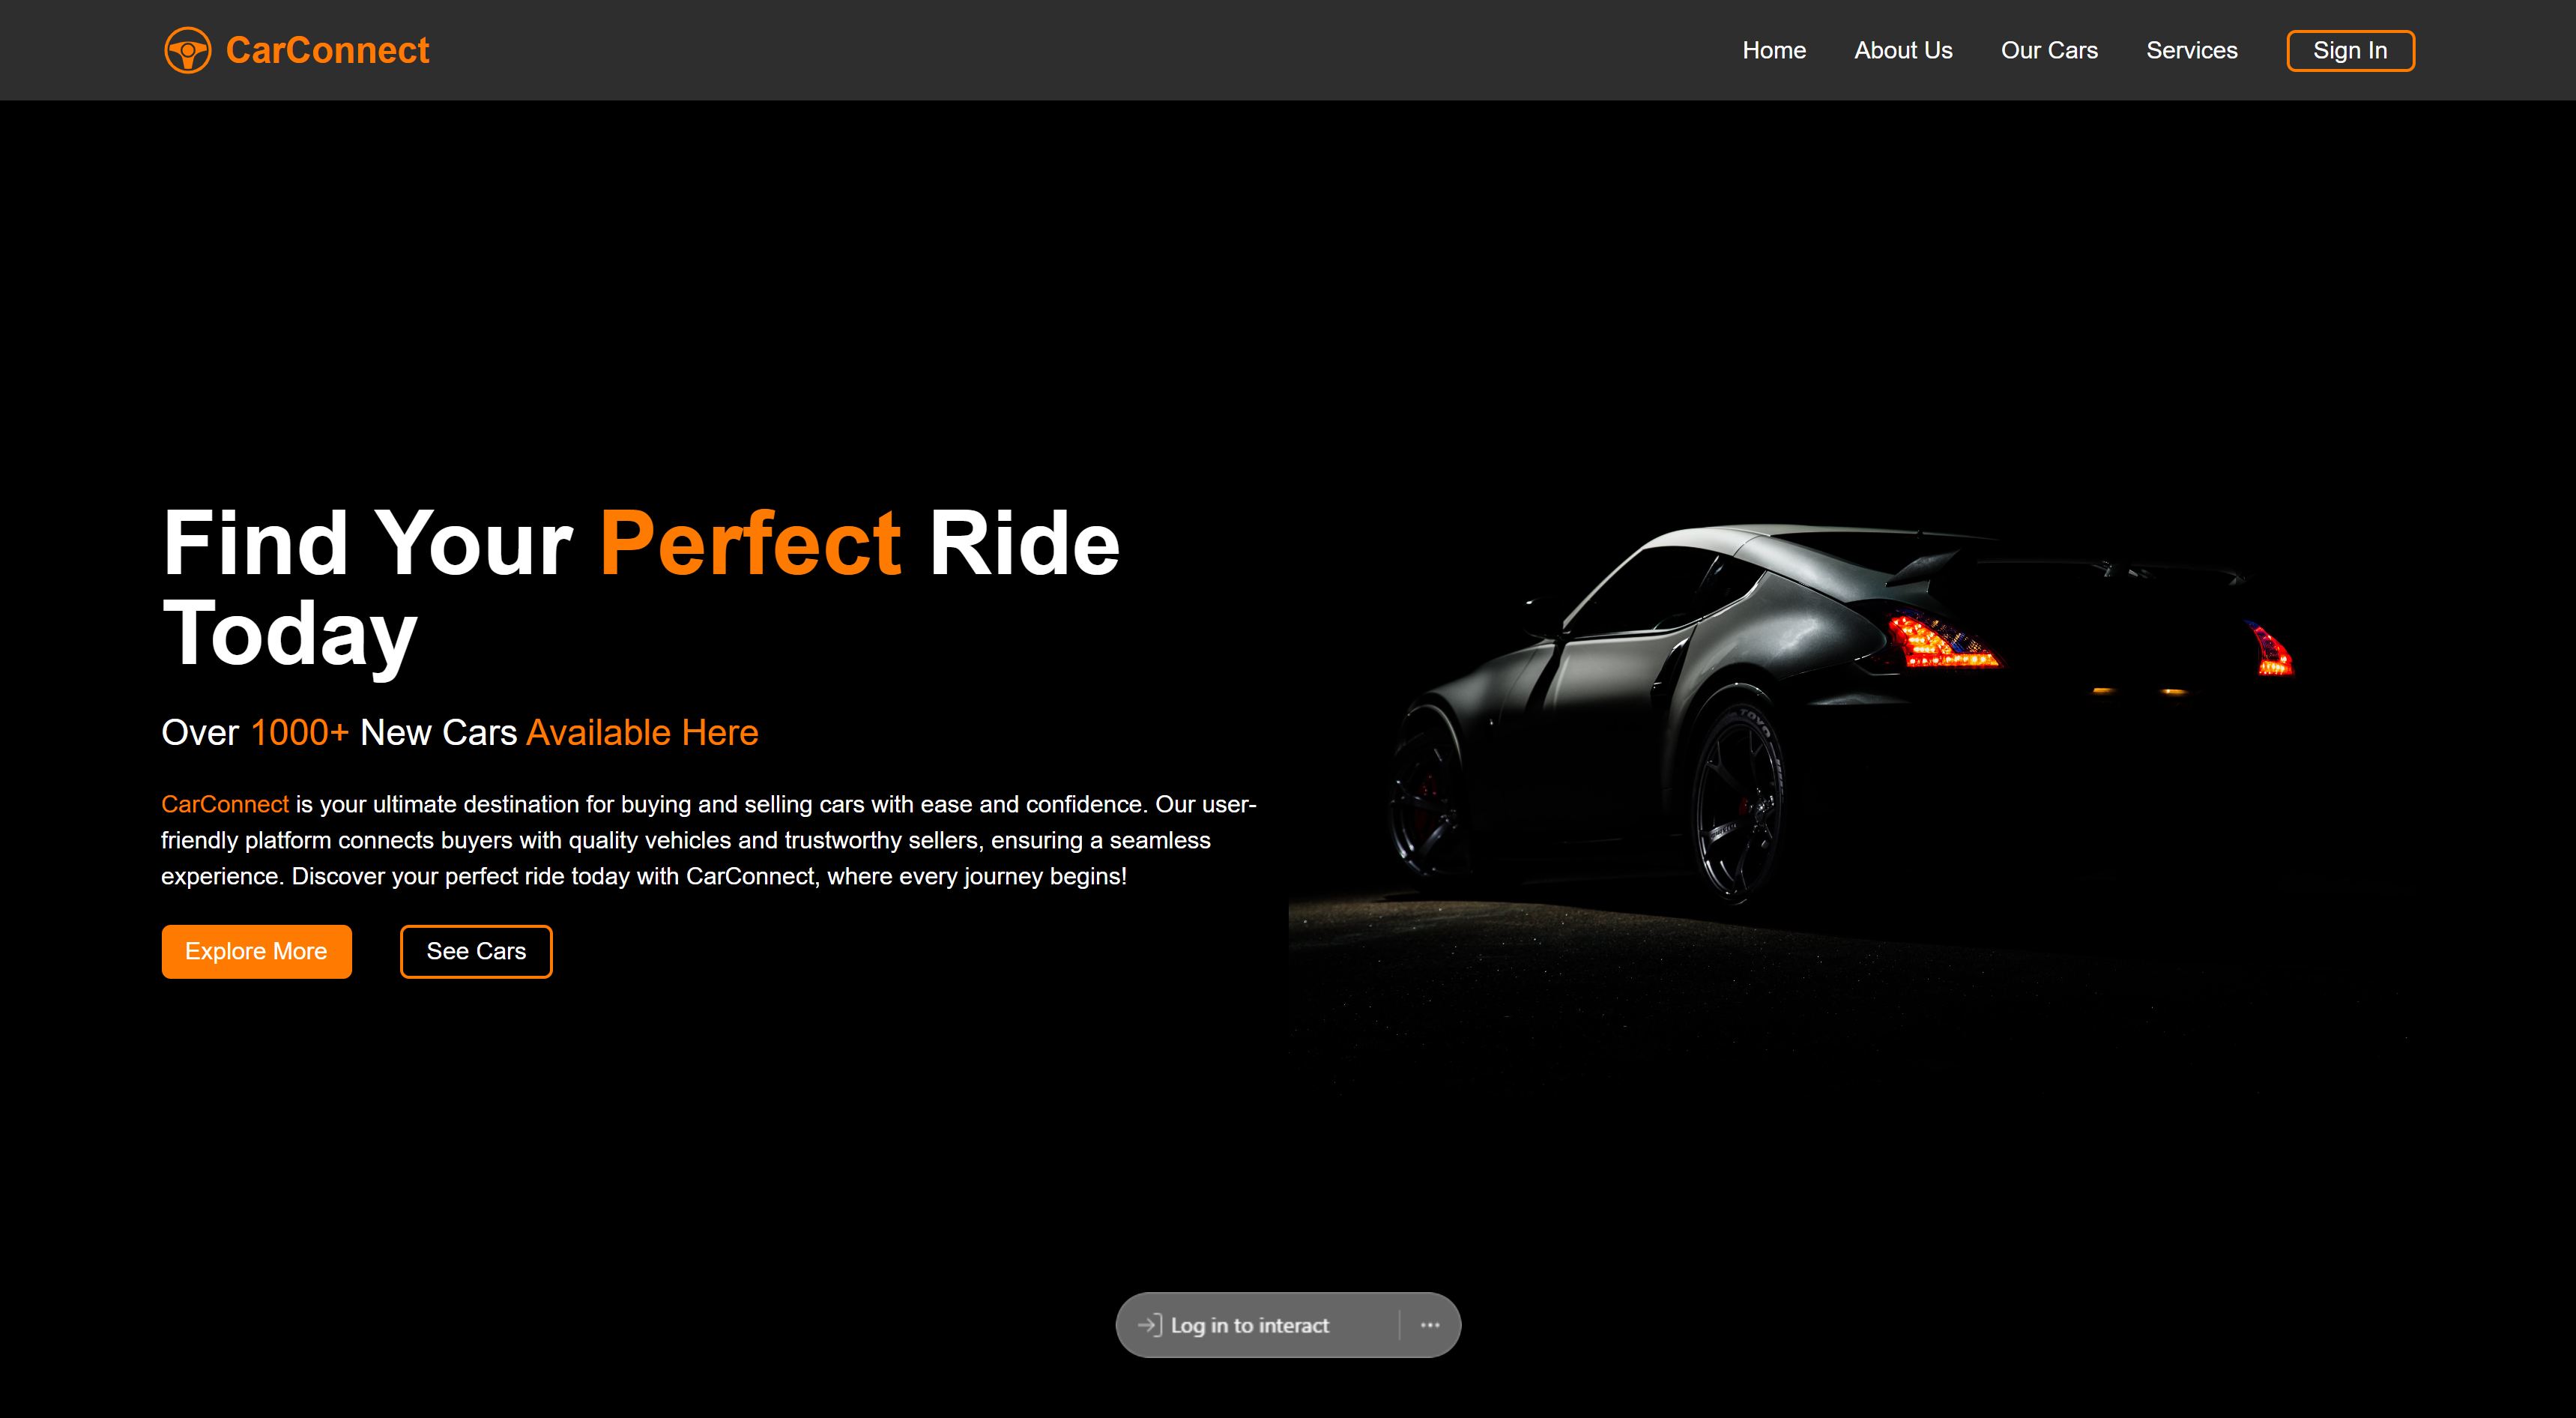 CarConnect
Home
About Us
Our Cars
Services
Sign In
Find Your Perfect Ride
Today
Over 1000+ New Cars Available Here
CarConnect is your ultimate destination for buying and selling cars with ease and confidence. Our user-
friendly platform connects buyers with quality vehicles and trustworthy sellers, ensuring a seamless
experience. Discover your perfect ride today with CarConnect, where every journey begins!
Explore More
See Cars
TOYO
Log in to interact